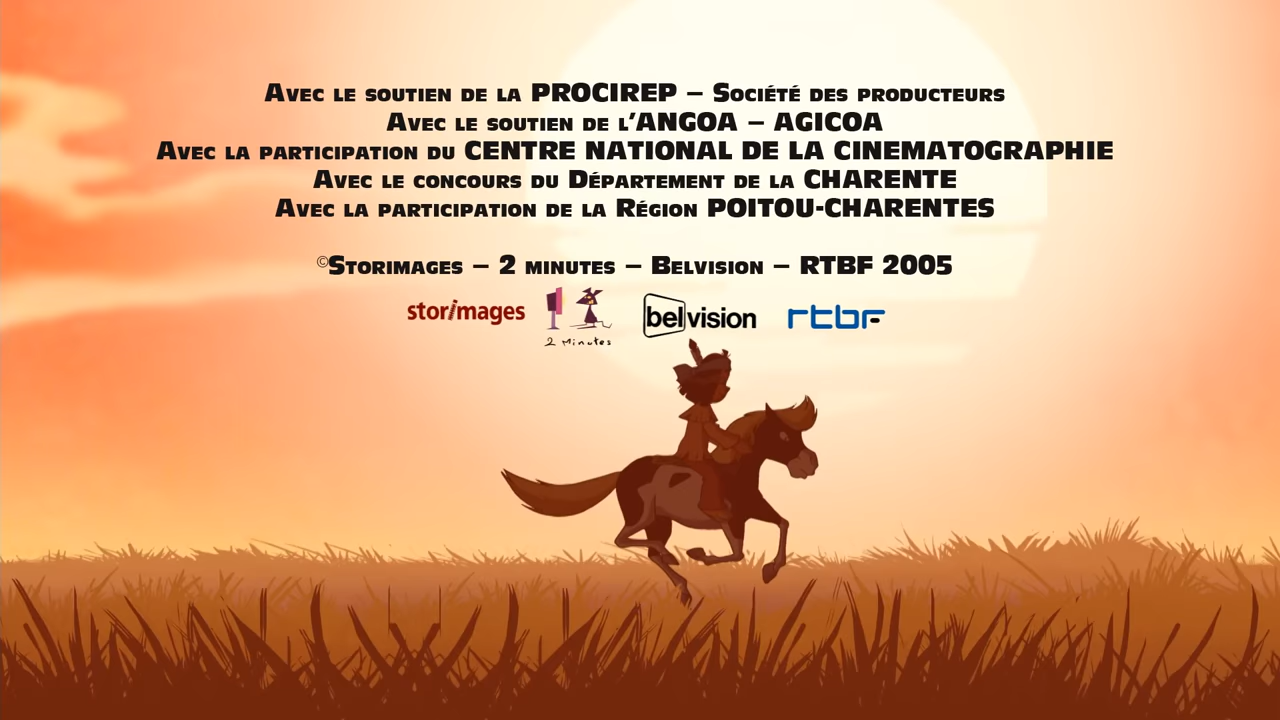 Avec le soutien de la PROCIREP – Société des producteurs
Avec le soutien de l'ANGOA – AGICOA
Avec la participation du CENTRE NATIONAL DE LA CINEMATOGRAPHIE
Avec le concours du Département de la CHARENTE
Avec la participation de la Région POITOU-CHARENTES
©Storimages – 2 minutes – Belvision – RTBF 2005
storimages
2 Minutes
belvision
rtbf